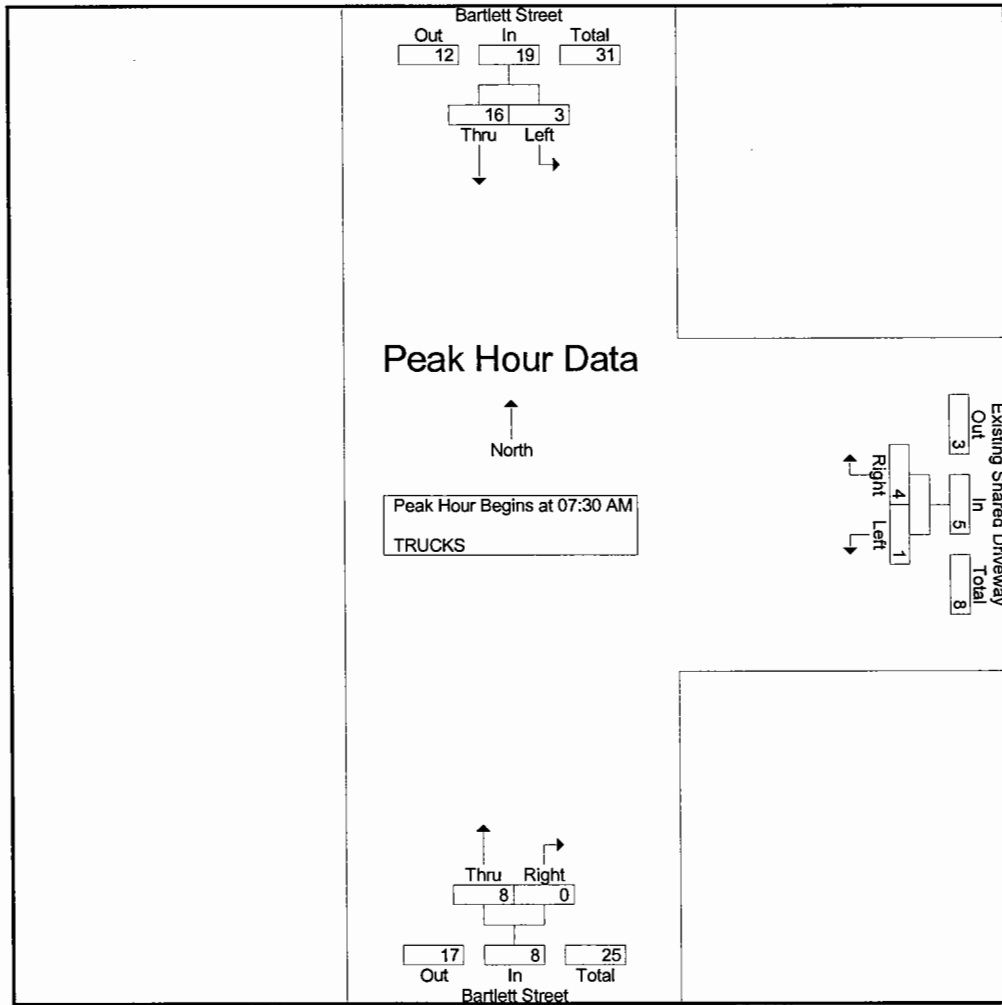 Bartlett Street
Out In Total
12 19 31
16 3
Thru Left
Peak Hour Data
North
Peak Hour Begins at 07:30 AM
TRUCKS
Existing Shared Driveway
Out In Total
3 5 8
4 1
Right Left
Thru Right
8 0
17 8 25
Out In Total
Bartlett Street